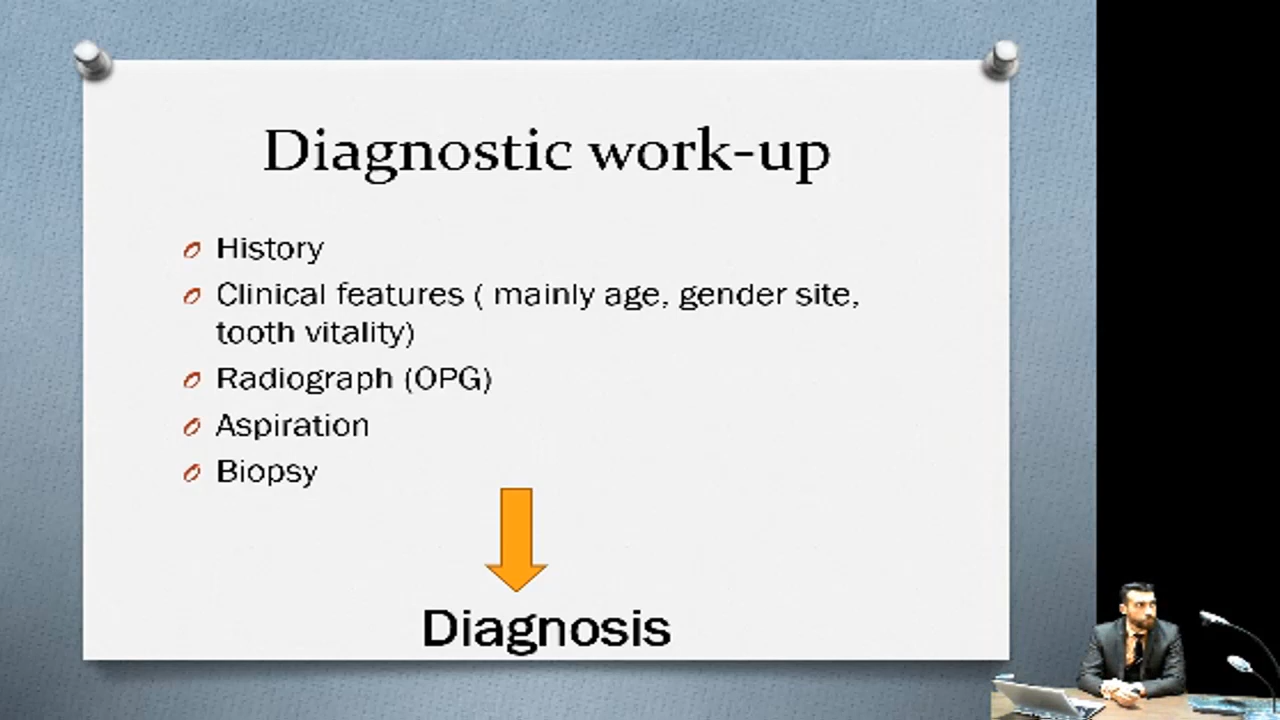 Diagnostic work-up
History
Clinical features ( mainly age, gender site,
tooth vitality)
Radiograph (OPG)
Aspiration
Biopsy
Diagnosis